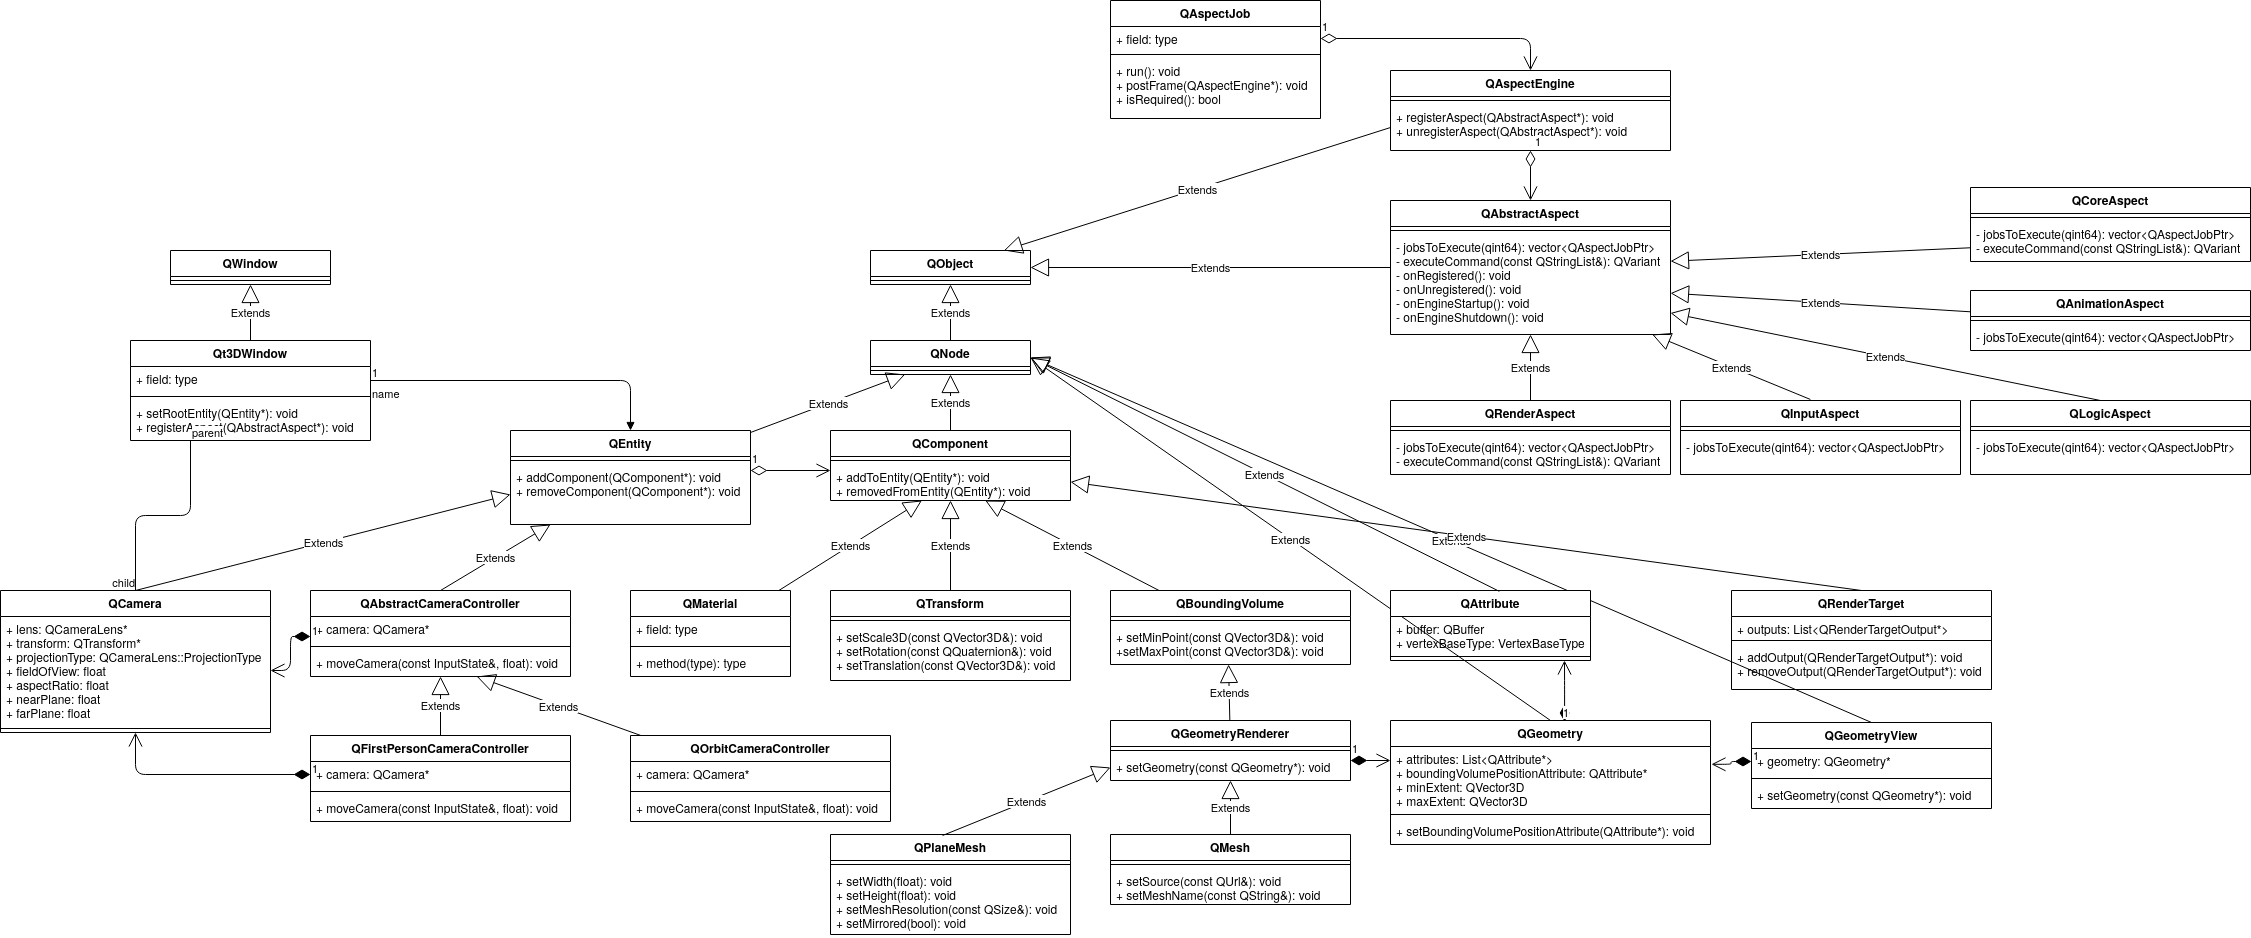 QAspectJob
+ field: type
+ run(): void
+ postFrame(QAspectEngine*): void
+ isRequired(): bool
1
QAspectEngine
+ registerAspect(QAbstractAspect*): void
+ unregisterAspect(QAbstractAspect*): void
1
Extends
QAbstractAspect
- jobsToExecute(qint64): vector<QAspectJobPtr>
- executeCommand(const QStringList&): QVariant
- onRegistered(): void
- onUnregistered(): void
- onEngineStartup(): void
- onEngineShutdown(): void
Extends
QCoreAspect
- jobsToExecute(qint64): vector<QAspectJobPtr>
- executeCommand(const QStringList&): QVariant
Extends
QAnimationAspect
- jobsToExecute(qint64): vector<QAspectJobPtr>
Extends
Extends
Extends
Extends
QRenderAspect
- jobsToExecute(qint64): vector<QAspectJobPtr>
- executeCommand(const QStringList&): QVariant
QInputAspect
- jobsToExecute(qint64): vector<QAspectJobPtr>
QLogicAspect
- jobsToExecute(qint64): vector<QAspectJobPtr>
QWindow
Extends
Qt3DWindow
+ field: type
+ setRootEntity(QEntity*): void
+ registerAspect(QAbstractAspect*): void
1
name
parent
child
QObject
Extends
QNode
Extends
Extends
QEntity
+ addComponent(QComponent*): void
+ removeComponent(QComponent*): void
1
QComponent
+ addToEntity(QEntity*): void
+ removedFromEntity(QEntity*): void
Extends
Extends
Extends
Extends
Extends
Extends
Extends
Extends
Extends
QCamera
+ lens: QCameraLens*
+ transform: QTransform*
+ projectionType: QCameraLens::ProjectionType
+ fieldOfView: float
+ aspectRatio: float
+ nearPlane: float
+ farPlane: float
QAbstractCameraController
1
+ camera: QCamera*
+ moveCamera(const InputState&, float): void
QMaterial
+ field: type
+ method(type): type
QTransform
+ setScale3D(const QVector3D&): void
+ setRotation(const QQuaternion&): void
+ setTranslation(const QVector3D&): void
QBoundingVolume
+ setMinPoint(const QVector3D&): void
+setMaxPoint(const QVector3D&): void
QAttribute
+ buffer: QBuffer
+ vertexBaseType: VertexBaseType
QRenderTarget
+ outputs: List<QRenderTargetOutput*>
+ addOutput(QRenderTargetOutput*): void
+ removeOutput(QRenderTargetOutput*): void
Extends
Extends
Extends
1
QFirstPersonCameraController
1
+ camera: QCamera*
+ moveCamera(const InputState&, float): void
QOrbitCameraController
+ camera: QCamera*
+ moveCamera(const InputState&, float): void
QGeometryRenderer
+ setGeometry(const QGeometry*): void
1
QGeometry
+ attributes: List<QAttribute*>
+ boundingVolumePositionAttribute: QAttribute*
+ minExtent: QVector3D
+ maxExtent: QVector3D
+ setBoundingVolumePositionAttribute(QAttribute*): void
QGeometryView
1
+ geometry: QGeometry*
+ setGeometry(const QGeometry*): void
Extends
Extends
QPlaneMesh
+ setWidth(float): void
+ setHeight(float): void
+ setMeshResolution(const QSize&): void
+ setMirrored(bool): void
QMesh
+ setSource(const QUrl&): void
+ setMeshName(const QString&): void